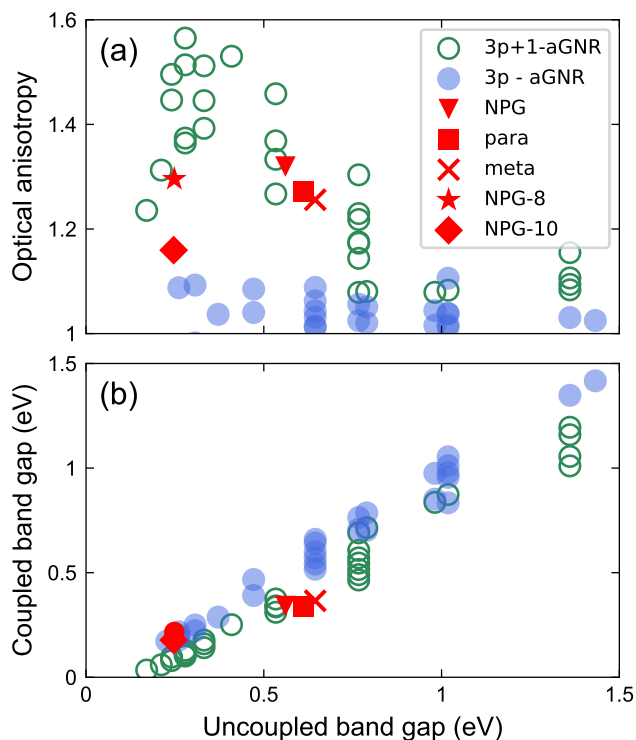 (a)
Optical anisotropy
1.6
1.4
1.2
1
3p+1-aGNR
3p - aGNR
NPG
para
meta
NPG-8
NPG-10
(b)
Coupled band gap (eV)
1.5
1
0.5
0
0
0.5
1
1.5
Uncoupled band gap (eV)